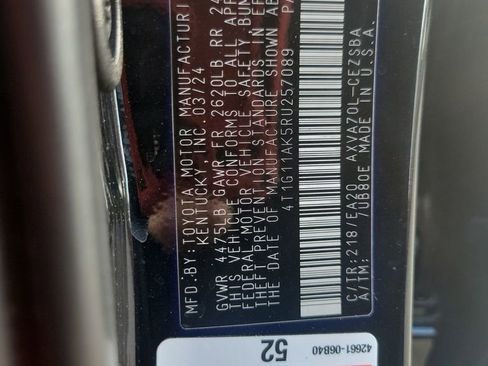 MFD. BY: TOYOTA MOTOR MANUFACTURI
KENTUCKY, INC. 03/24
GVWR 4475LB GAWR FR 2620LB RR 24
THIS VEHICLE CONFORMS TO ALL APP
FEDERAL MOTOR VEHICLE SAFETY, BUM
THEFT PREVENTION STANDARDS IN EF
THE DATE OF MANUFACTURE SHOWN AB
4T1G11AK5RU257089 PA
C/TR: 218/EA20 AXVA70L-CEZSBA
A/TM: /UB80E MADE IN U.S.A.
52
42661-06B40